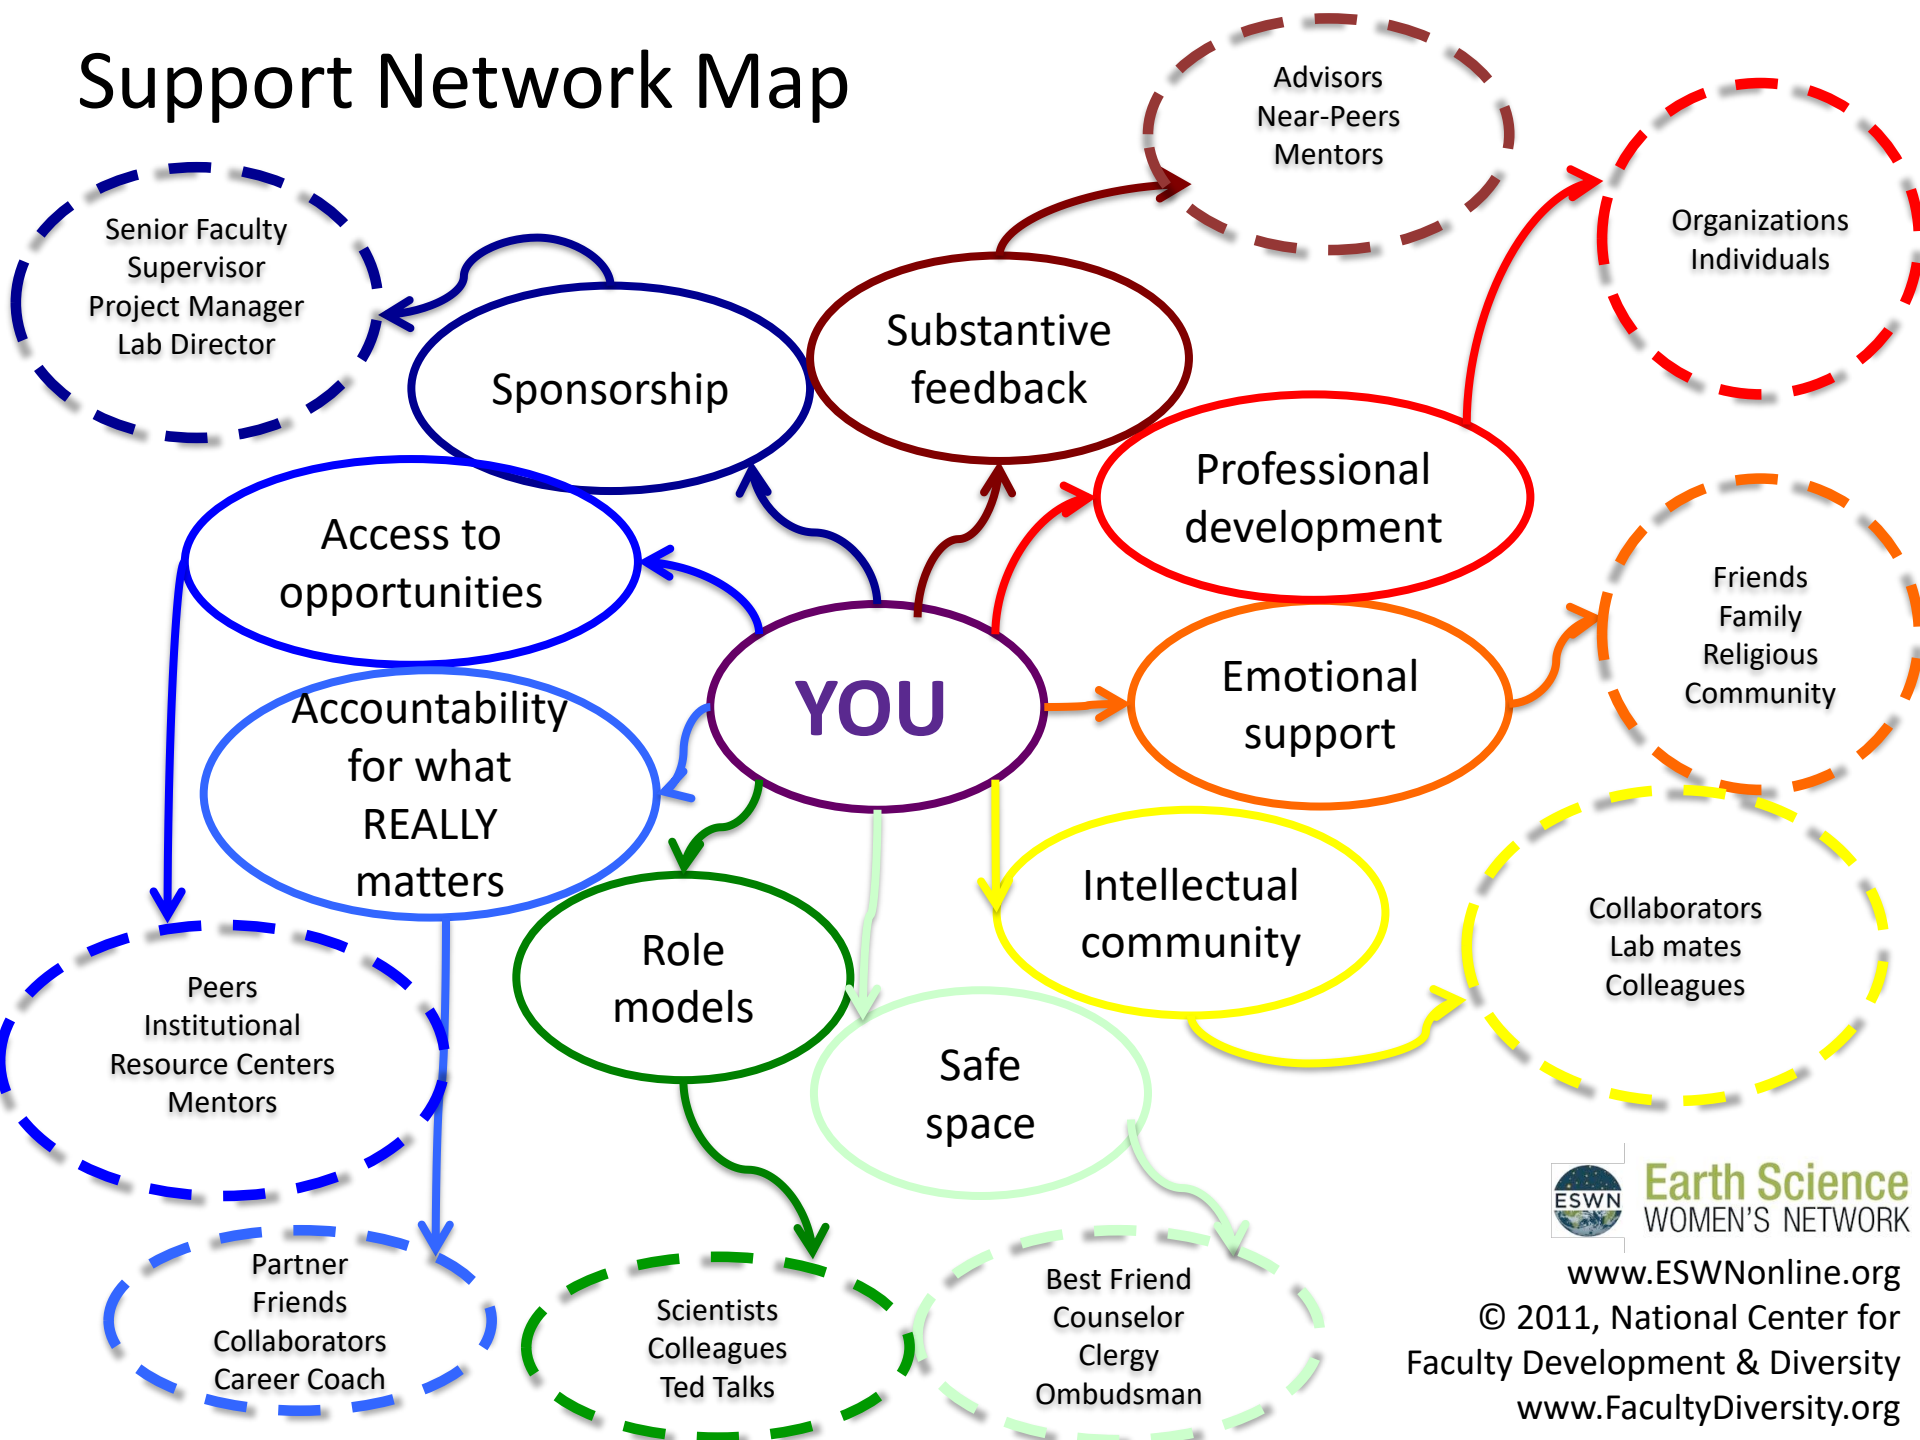 Support Network Map
Advisors
Near-Peers
Mentors
Organizations
Individuals
Senior Faculty
Supervisor
Project Manager
Lab Director
Sponsorship
Substantive
feedback
Professional
development
Access to
opportunities
Friends
Family
Religious
Community
YOU
Emotional
support
Accountability
for what
REALLY
matters
Intellectual
community
Collaborators
Lab mates
Colleagues
Role
models
Peers
Institutional
Resource Centers
Mentors
Safe
space
Partner
Friends
Collaborators
Career Coach
Scientists
Colleagues
Ted Talks
Best Friend
Counselor
Clergy
Ombudsman
ESWN
Earth Science
WOMEN'S NETWORK
www.ESWNonline.org
© 2011, National Center for
Faculty Development & Diversity
www.FacultyDiversity.org